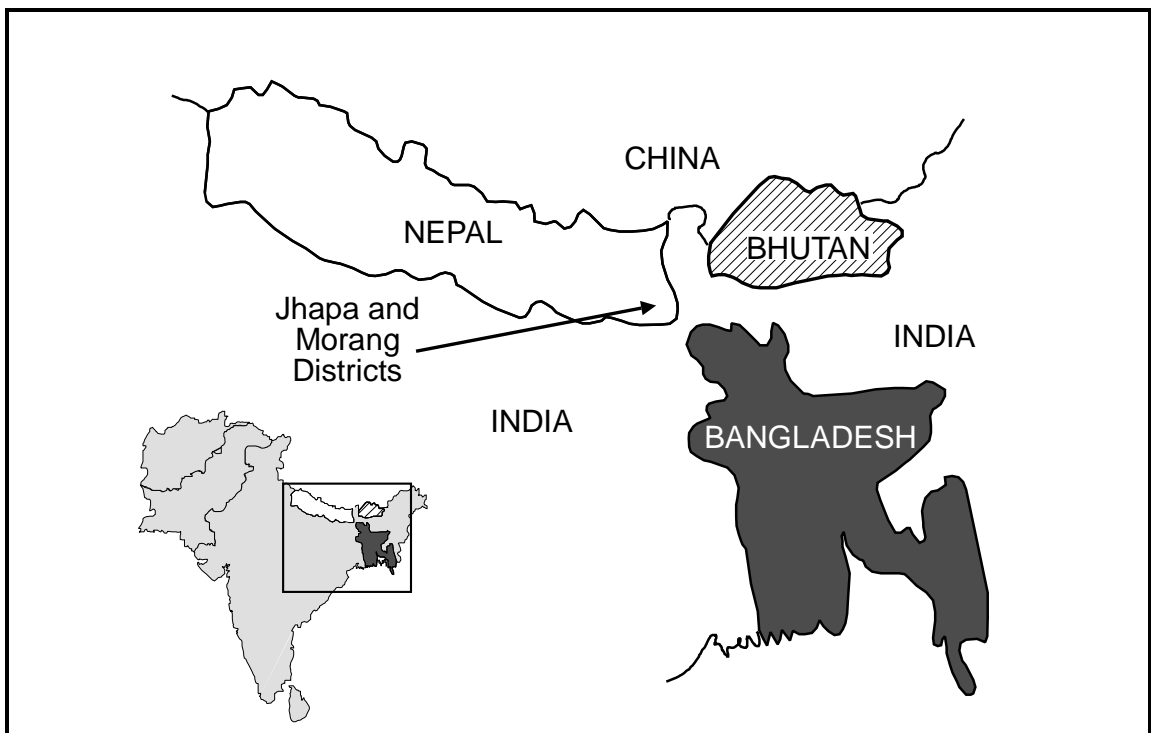 CHINA
NEPAL
BHUTAN
Jhapa and
Morang
Districts
INDIA
INDIA
BANGLADESH